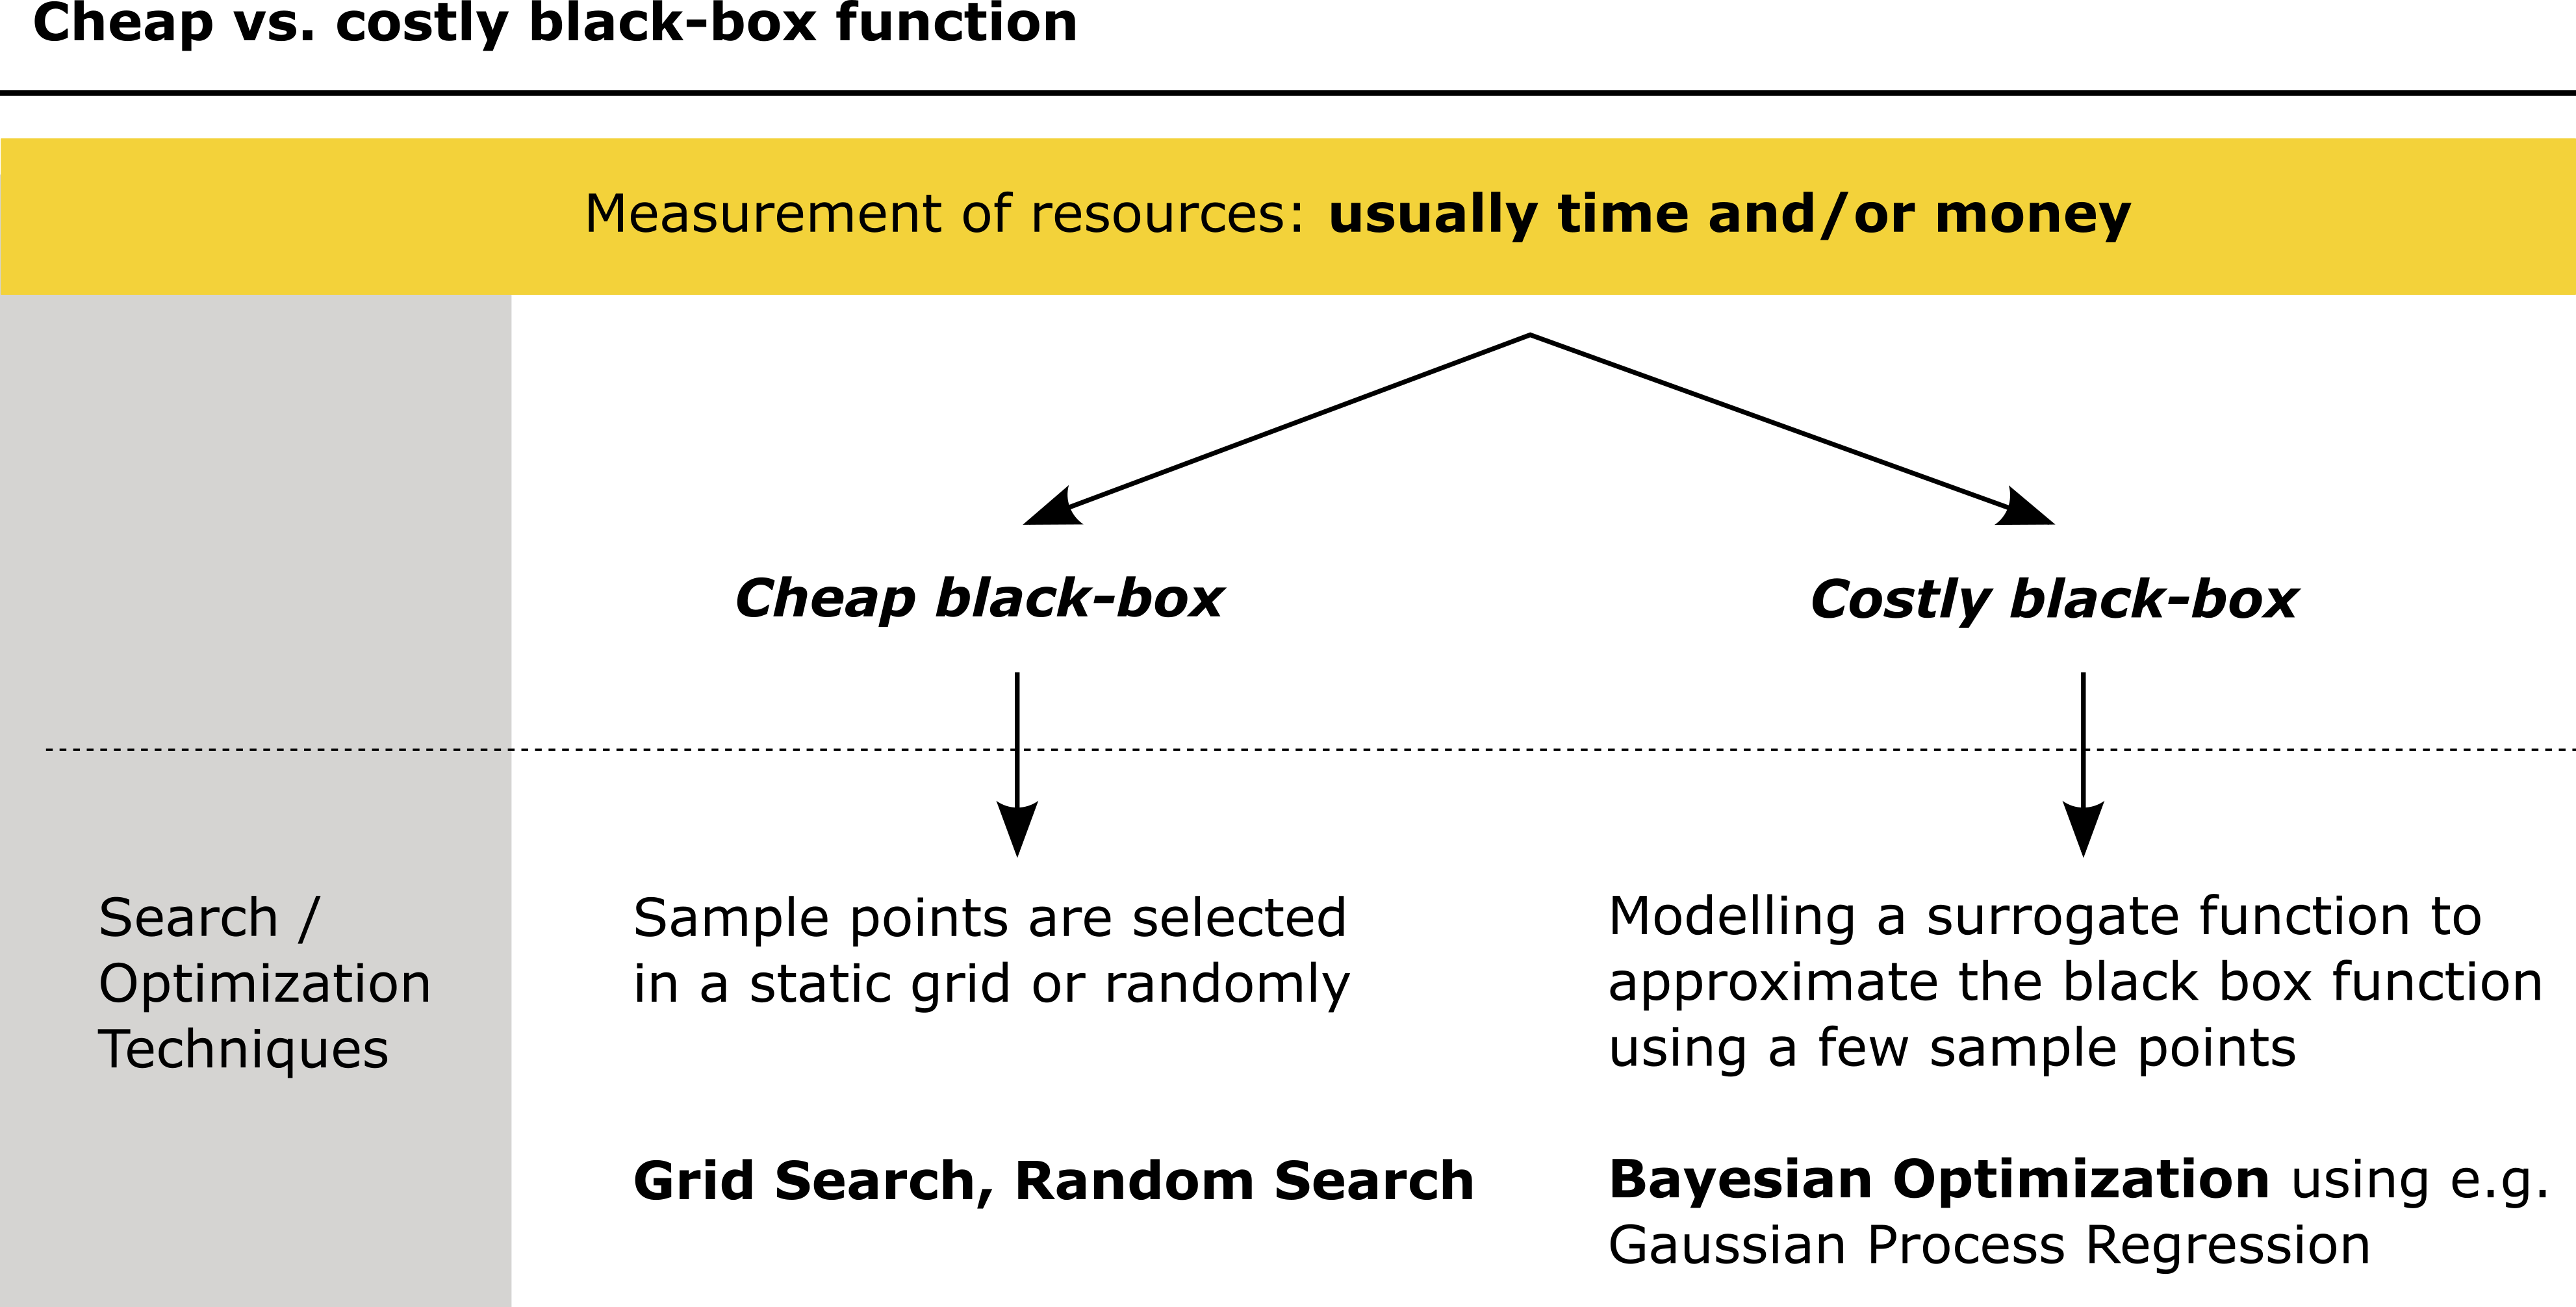 Cheap vs. costly black-box function
Measurement of resources: usually time and/or money
Cheap black-box
Costly black-box
Search /
Optimization
Techniques
Sample points are selected
in a static grid or randomly
Grid Search, Random Search
Modelling a surrogate function to
approximate the black box function
using a few sample points
Bayesian Optimization using e.g.
Gaussian Process Regression